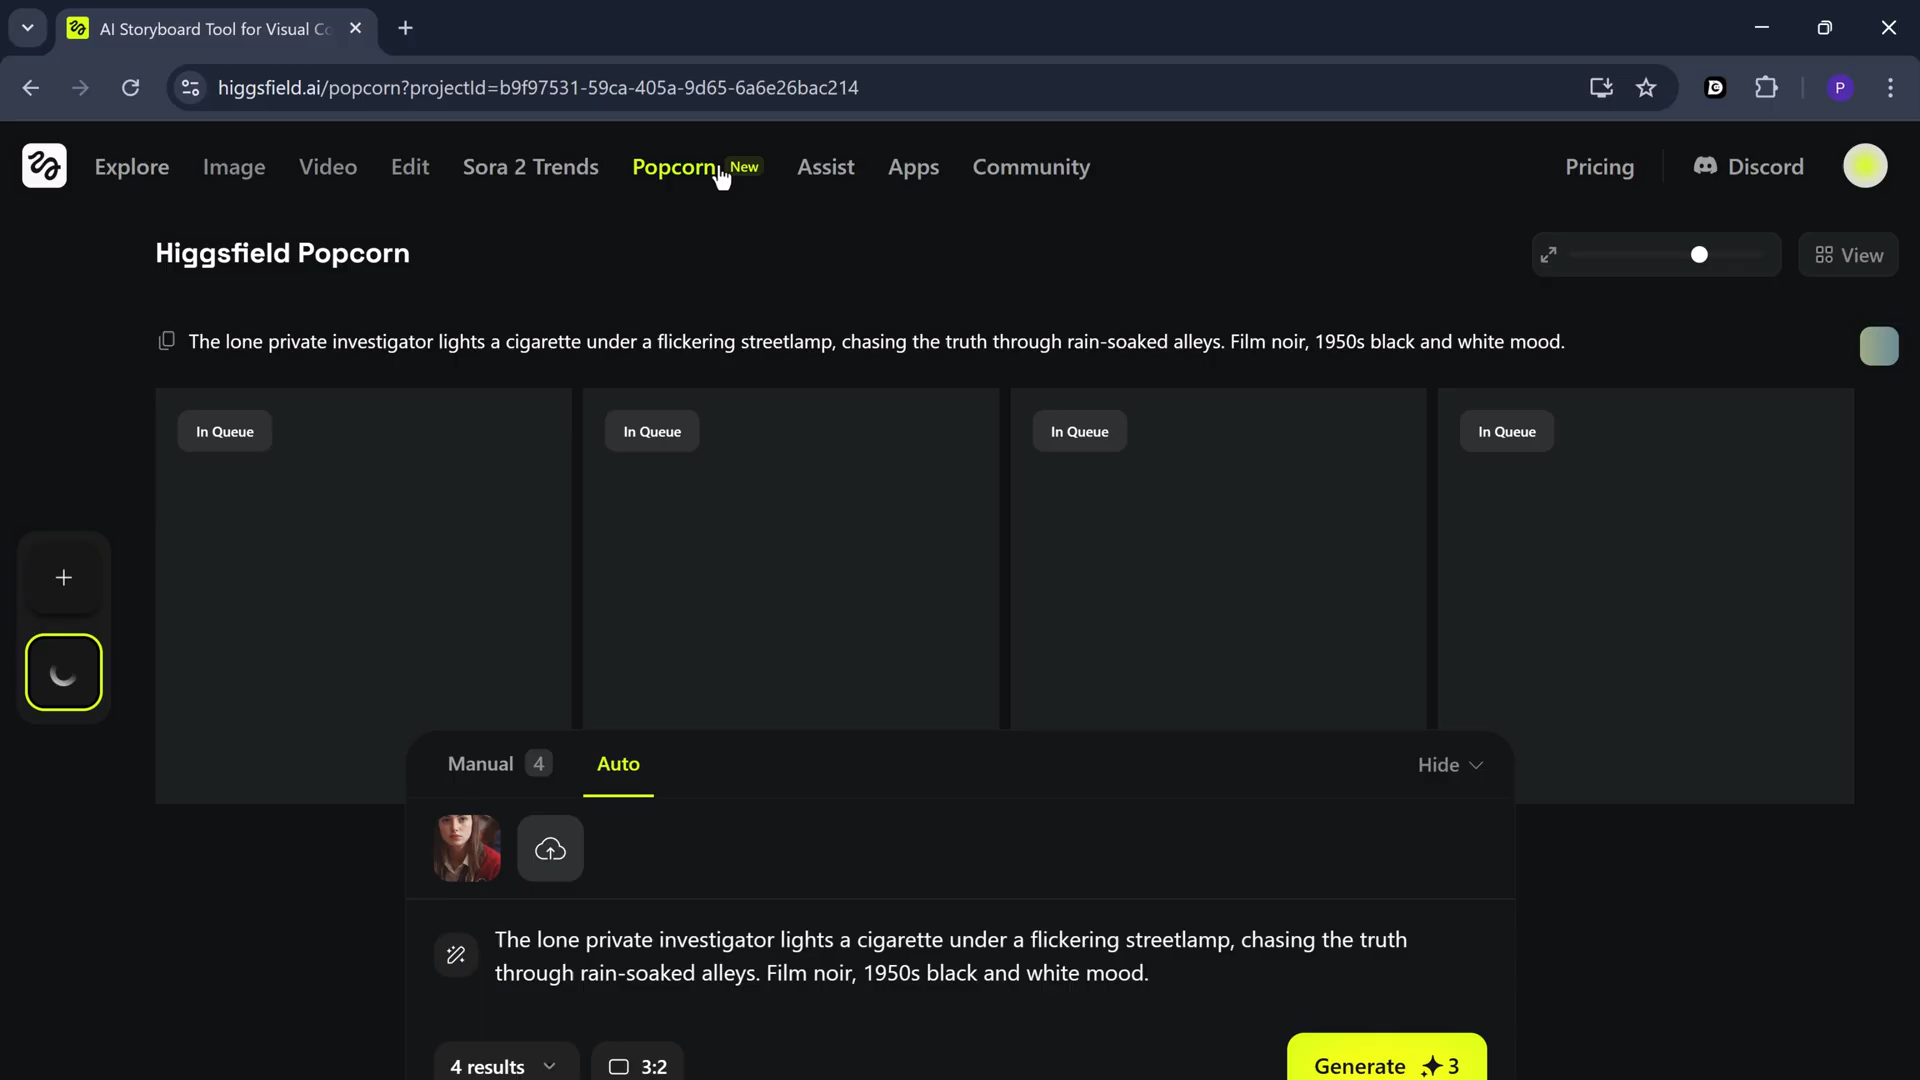 AI Storyboard Tool for Visual Co
higgsfield.ai/popcorn?projectId=b9f97531-59ca-405a-9d65-6a6e26bac214
P
Explore Image Video Edit Sora 2 Trends Popcorn New Assist Apps Community Pricing Discord
Higgsfield Popcorn
View
The lone private investigator lights a cigarette under a flickering streetlamp, chasing the truth through rain-soaked alleys. Film noir, 1950s black and white mood.
In Queue In Queue In Queue In Queue
Manual 4 Auto Hide
The lone private investigator lights a cigarette under a flickering streetlamp, chasing the truth
through rain-soaked alleys. Film noir, 1950s black and white mood.
4 results 3:2 Generate 3